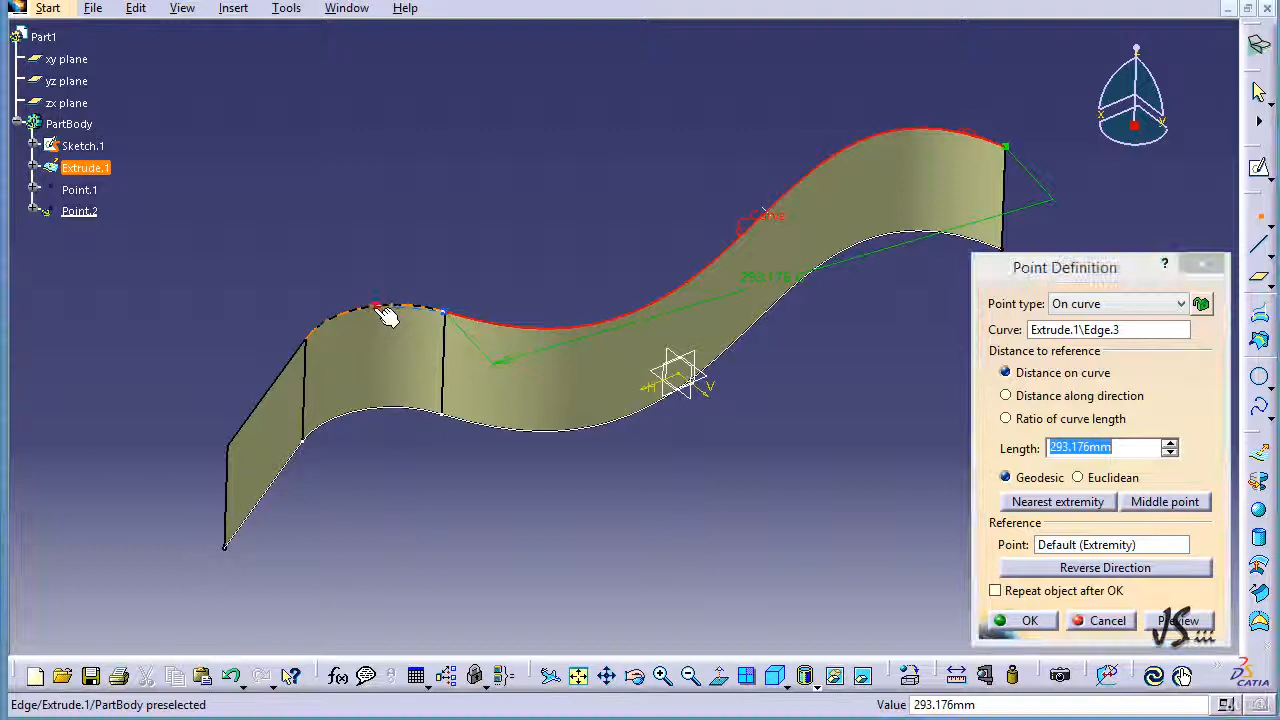 Start File Edit View Insert Tools Window Help
Part1
xy plane
yz plane
zx plane
PartBody
Sketch.1
Extrude.1
Point.1
Point.2
Curve
293.176
H
V
Point Definition
?
Point type: On curve
Curve: Extrude.1\Edge.3
Distance to reference
Distance on curve
Distance along direction
Ratio of curve length
Length: 293.176mm
Geodesic Euclidean
Nearest extremity Middle point
Reference
Point: Default (Extremity)
Reverse Direction
Repeat object after OK
OK Cancel Preview
JS...
f(x)
CATIA
Edge/Extrude.1/PartBody preselected
Value 293.176mm